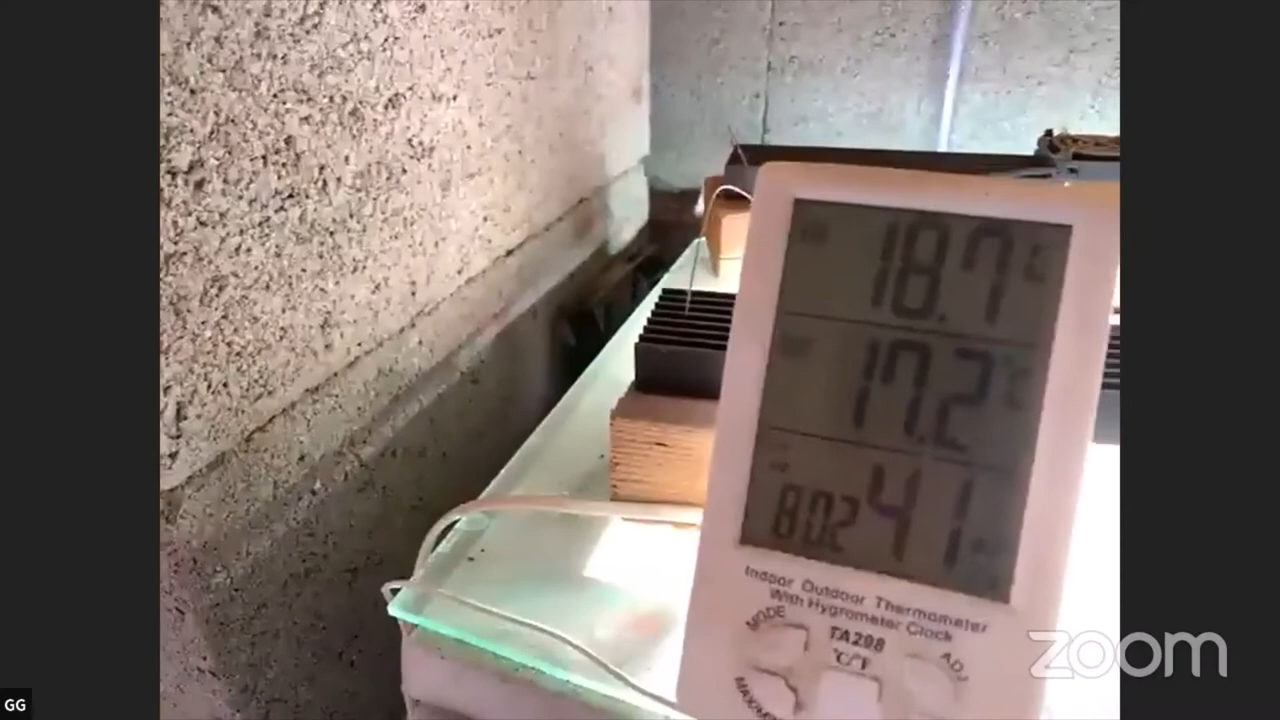 18.7 °C
17.2 °C
8:02 41 %
Indoor Outdoor Thermometer
With Hygrometer Clock
MODE
TA298
ADJ
°C/°F
zoom
GG